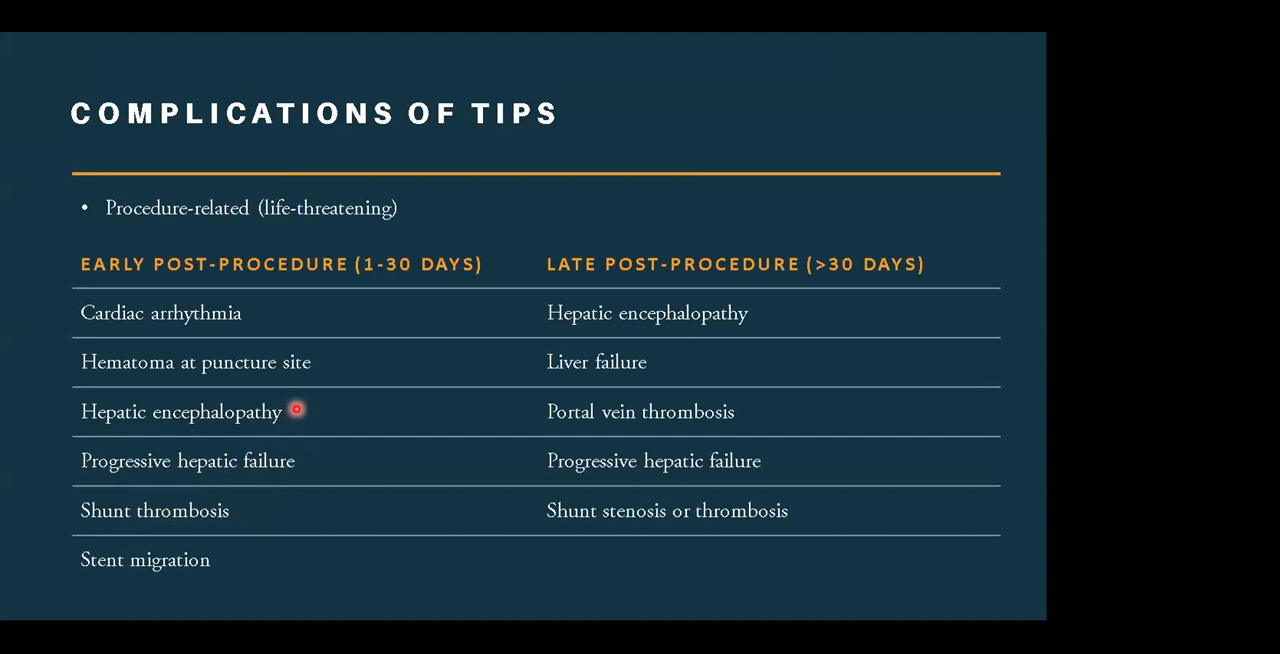 COMPLICATIONS OF TIPS
• Procedure-related (life-threatening)
EARLY POST-PROCEDURE (1-30 DAYS) LATE POST-PROCEDURE (>30 DAYS)
Cardiac arrhythmia Hepatic encephalopathy
Hematoma at puncture site Liver failure
Hepatic encephalopathy Portal vein thrombosis
Progressive hepatic failure Progressive hepatic failure
Shunt thrombosis Shunt stenosis or thrombosis
Stent migration